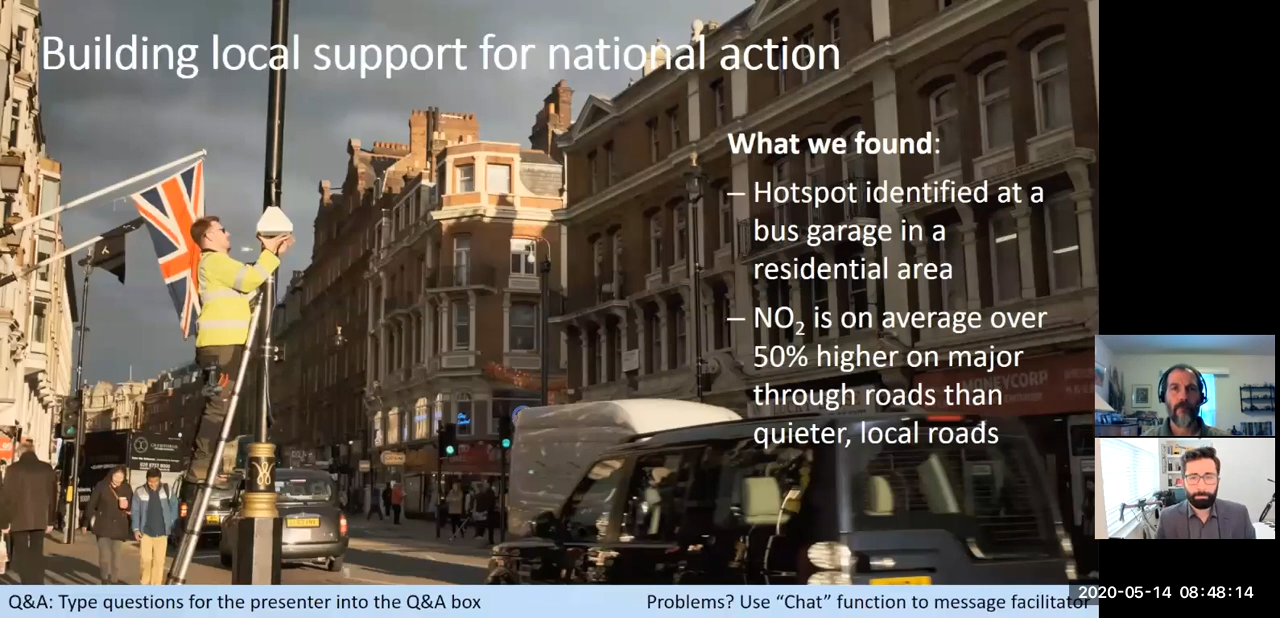 Building local support for national action
What we found:
– Hotspot identified at a
bus garage in a
residential area
– NO₂ is on average over
50% higher on major
through roads than
quieter, local roads
MONEYCORP
Q&A: Type questions for the presenter into the Q&A box
Problems? Use “Chat” function to message facilitator
2020-05-14 08:48:14